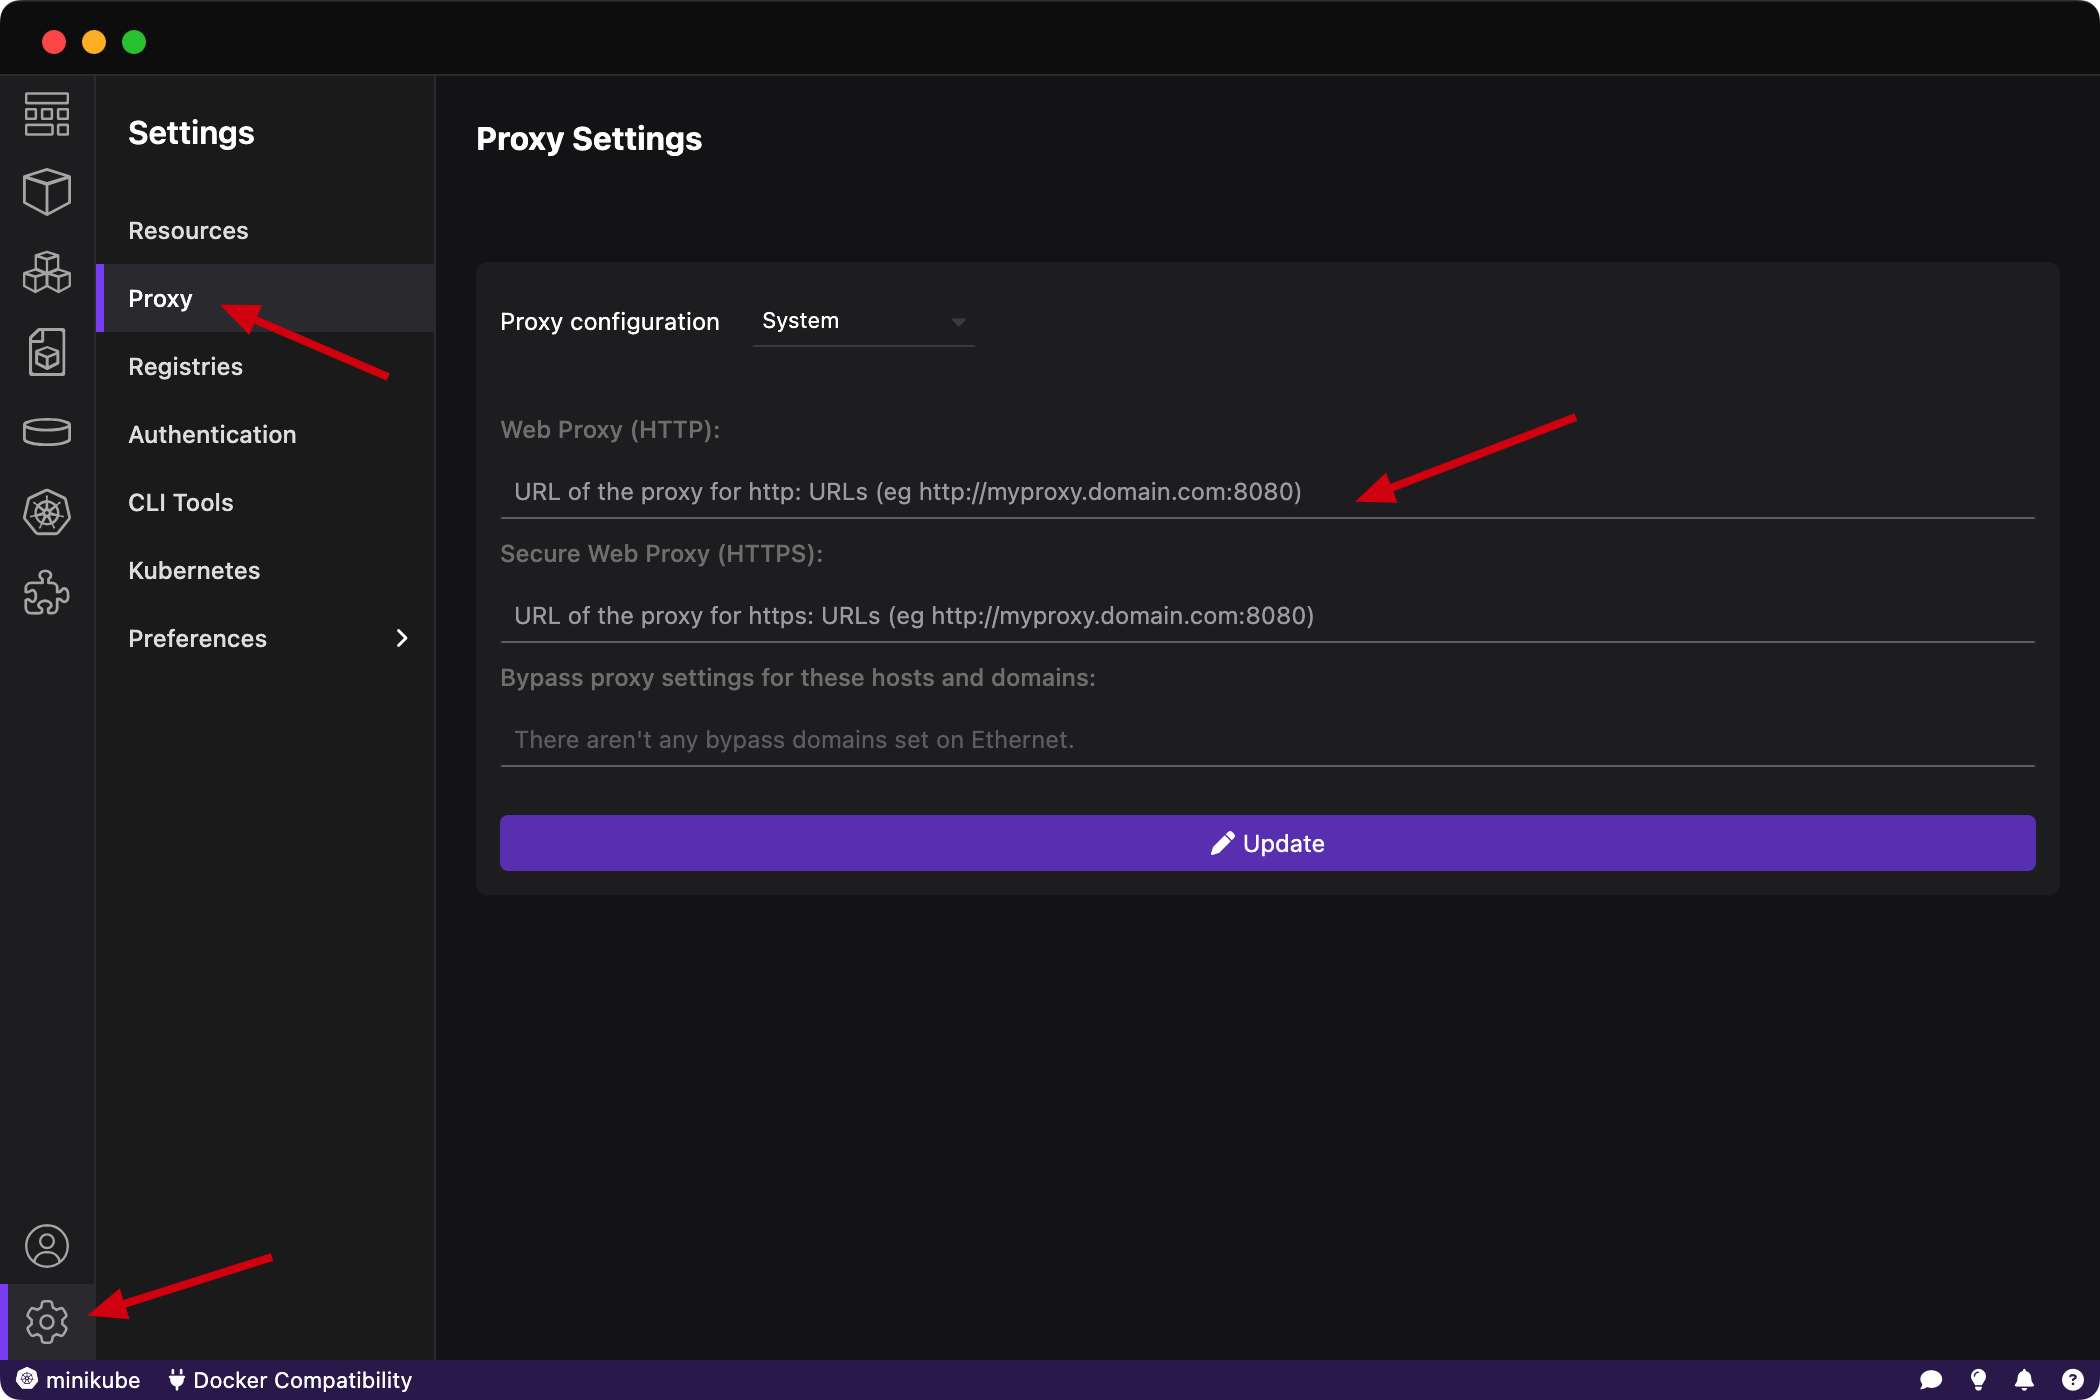 Settings
Resources
Proxy
Registries
Authentication
CLI Tools
Kubernetes
Preferences
Proxy Settings
Proxy configuration System
Web Proxy (HTTP):
URL of the proxy for http: URLs (eg http://myproxy.domain.com:8080)
Secure Web Proxy (HTTPS):
URL of the proxy for https: URLs (eg http://myproxy.domain.com:8080)
Bypass proxy settings for these hosts and domains:
There aren't any bypass domains set on Ethernet.
Update
minikube Docker Compatibility